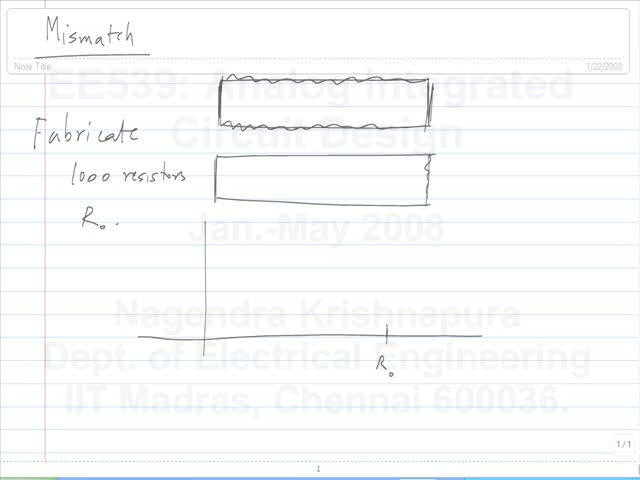 Mismatch
Note Title
1/22/2008
EE539: Analog Integrated
Circuit Design
Fabricate
1000 resistors
R₀.
Jan.-May 2008
Nagendra Krishnapura
Dept. of Electrical Engineering
R₀
IIT Madras, Chennai 600036.
1/1
1